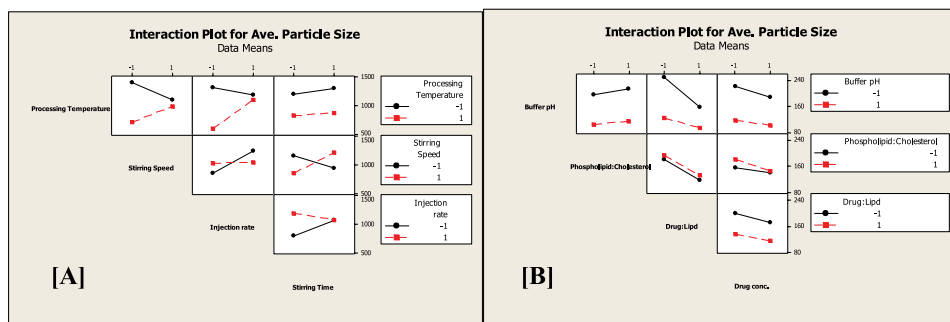 Interaction Plot for Ave. Particle Size
Data Means
-1 1 -1 1 -1 1
Processing Temperature
1500
1000
500
Processing
Temperature
-1
1
Stirring Speed
1000
500
Stirring
Speed
-1
1
Injection rate
1500
1000
500
Injection
rate
-1
1
Stirring Time
[A]
Interaction Plot for Ave. Particle Size
Data Means
-1 1 -1 1 -1 1
Buffer pH
240
160
80
Buffer pH
-1
1
Phospholipid:Cholesterol
240
160
80
Phospholipid:Cholesterol
-1
1
Drug:Lipd
240
160
80
Drug:Lipd
-1
1
Drug conc.
[B]